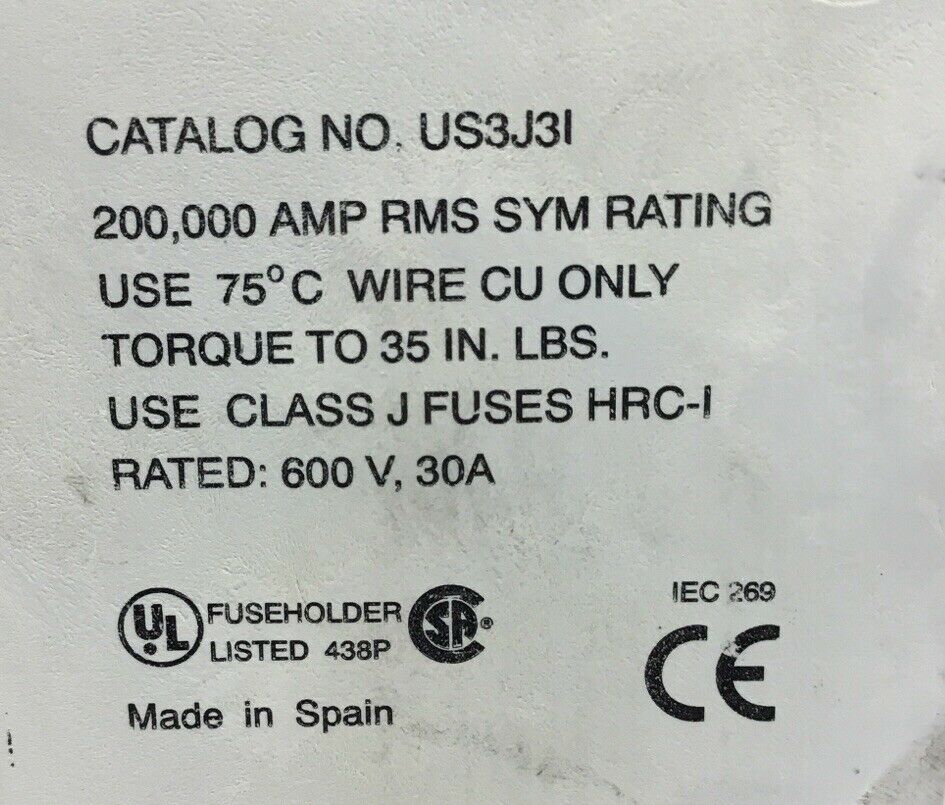 CATALOG NO. US3J3I
200,000 AMP RMS SYM RATING
USE 75°C WIRE CU ONLY
TORQUE TO 35 IN. LBS.
USE CLASS J FUSES HRC-I
RATED: 600 V, 30A
UL FUSEHOLDER SA®
LISTED 438P
IEC 269
CE
Made in Spain